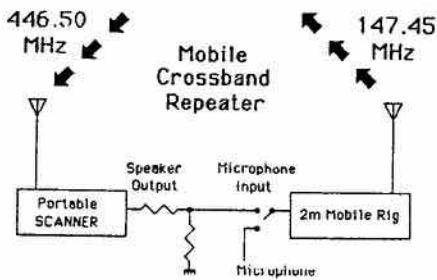 446.50
MHz
147.45
MHz
Mobile
Crossband
Repeater
Speaker
Output
Microphone
Input
Portable
SCANNER
2m Mobile Rig
Microphone